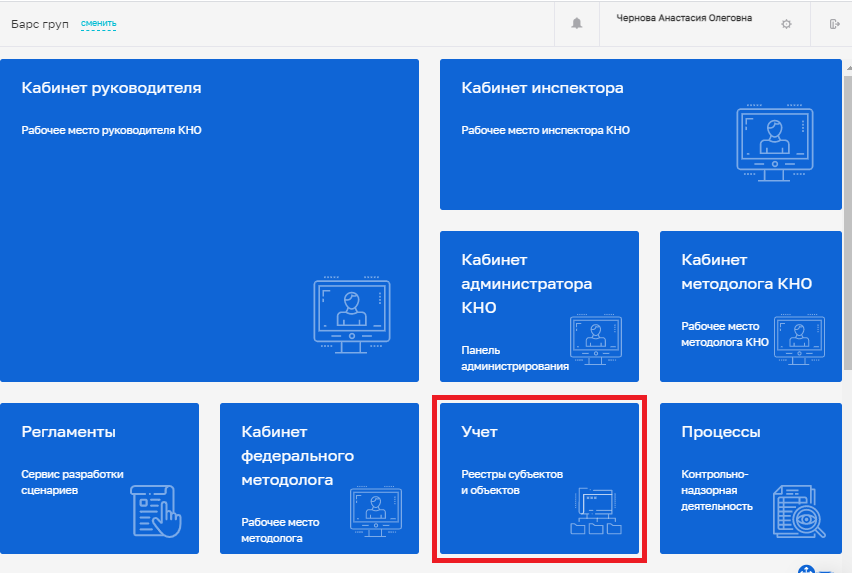 Барс груп сменить
Чернова Анастасия Олеговна
Кабинет руководителя
Рабочее место руководителя КНО
Кабинет инспектора
Рабочее место инспектора КНО
Кабинет
администратора
КНО
Панель
администрирования
Кабинет
методолога КНО
Рабочее место
методолога КНО
Регламенты
Сервис разработки
сценариев
Кабинет
федерального
методолога
Рабочее место
методолога
Учет
Реестры субъектов
и объектов
Процессы
Контрольно-
надзорная
деятельность